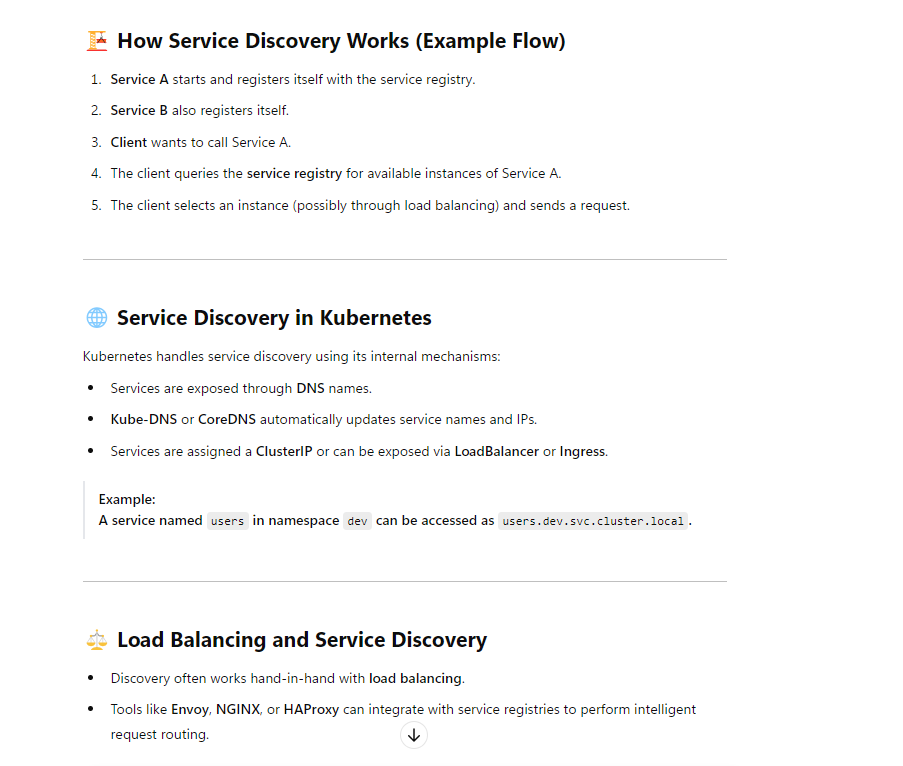 How Service Discovery Works (Example Flow)
1. Service A starts and registers itself with the service registry.
2. Service B also registers itself.
3. Client wants to call Service A.
4. The client queries the service registry for available instances of Service A.
5. The client selects an instance (possibly through load balancing) and sends a request.
Service Discovery in Kubernetes
Kubernetes handles service discovery using its internal mechanisms:
• Services are exposed through DNS names.
• Kube-DNS or CoreDNS automatically updates service names and IPs.
• Services are assigned a ClusterIP or can be exposed via LoadBalancer or Ingress.
Example:
A service named users in namespace dev can be accessed as users.dev.svc.cluster.local.
Load Balancing and Service Discovery
• Discovery often works hand-in-hand with load balancing.
• Tools like Envoy, NGINX, or HAProxy can integrate with service registries to perform intelligent
request routing.